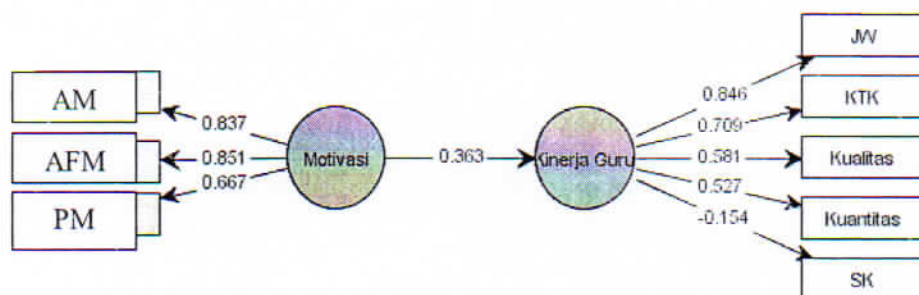 AM
AFM
PM
0.837
0.851
0.667
Motivasi
0.363
Kinerja Guru
0.846
0.709
0.581
0.527
-0.154
JW
KTK
Kualitas
Kuantitas
SK